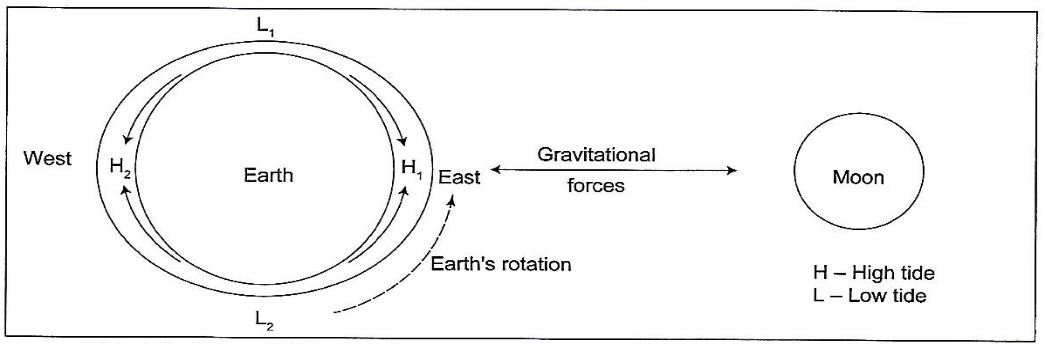 L₁
West
H₂
Earth
H₁
East
Gravitational
forces
Moon
Earth's rotation
H – High tide
L – Low tide
L₂